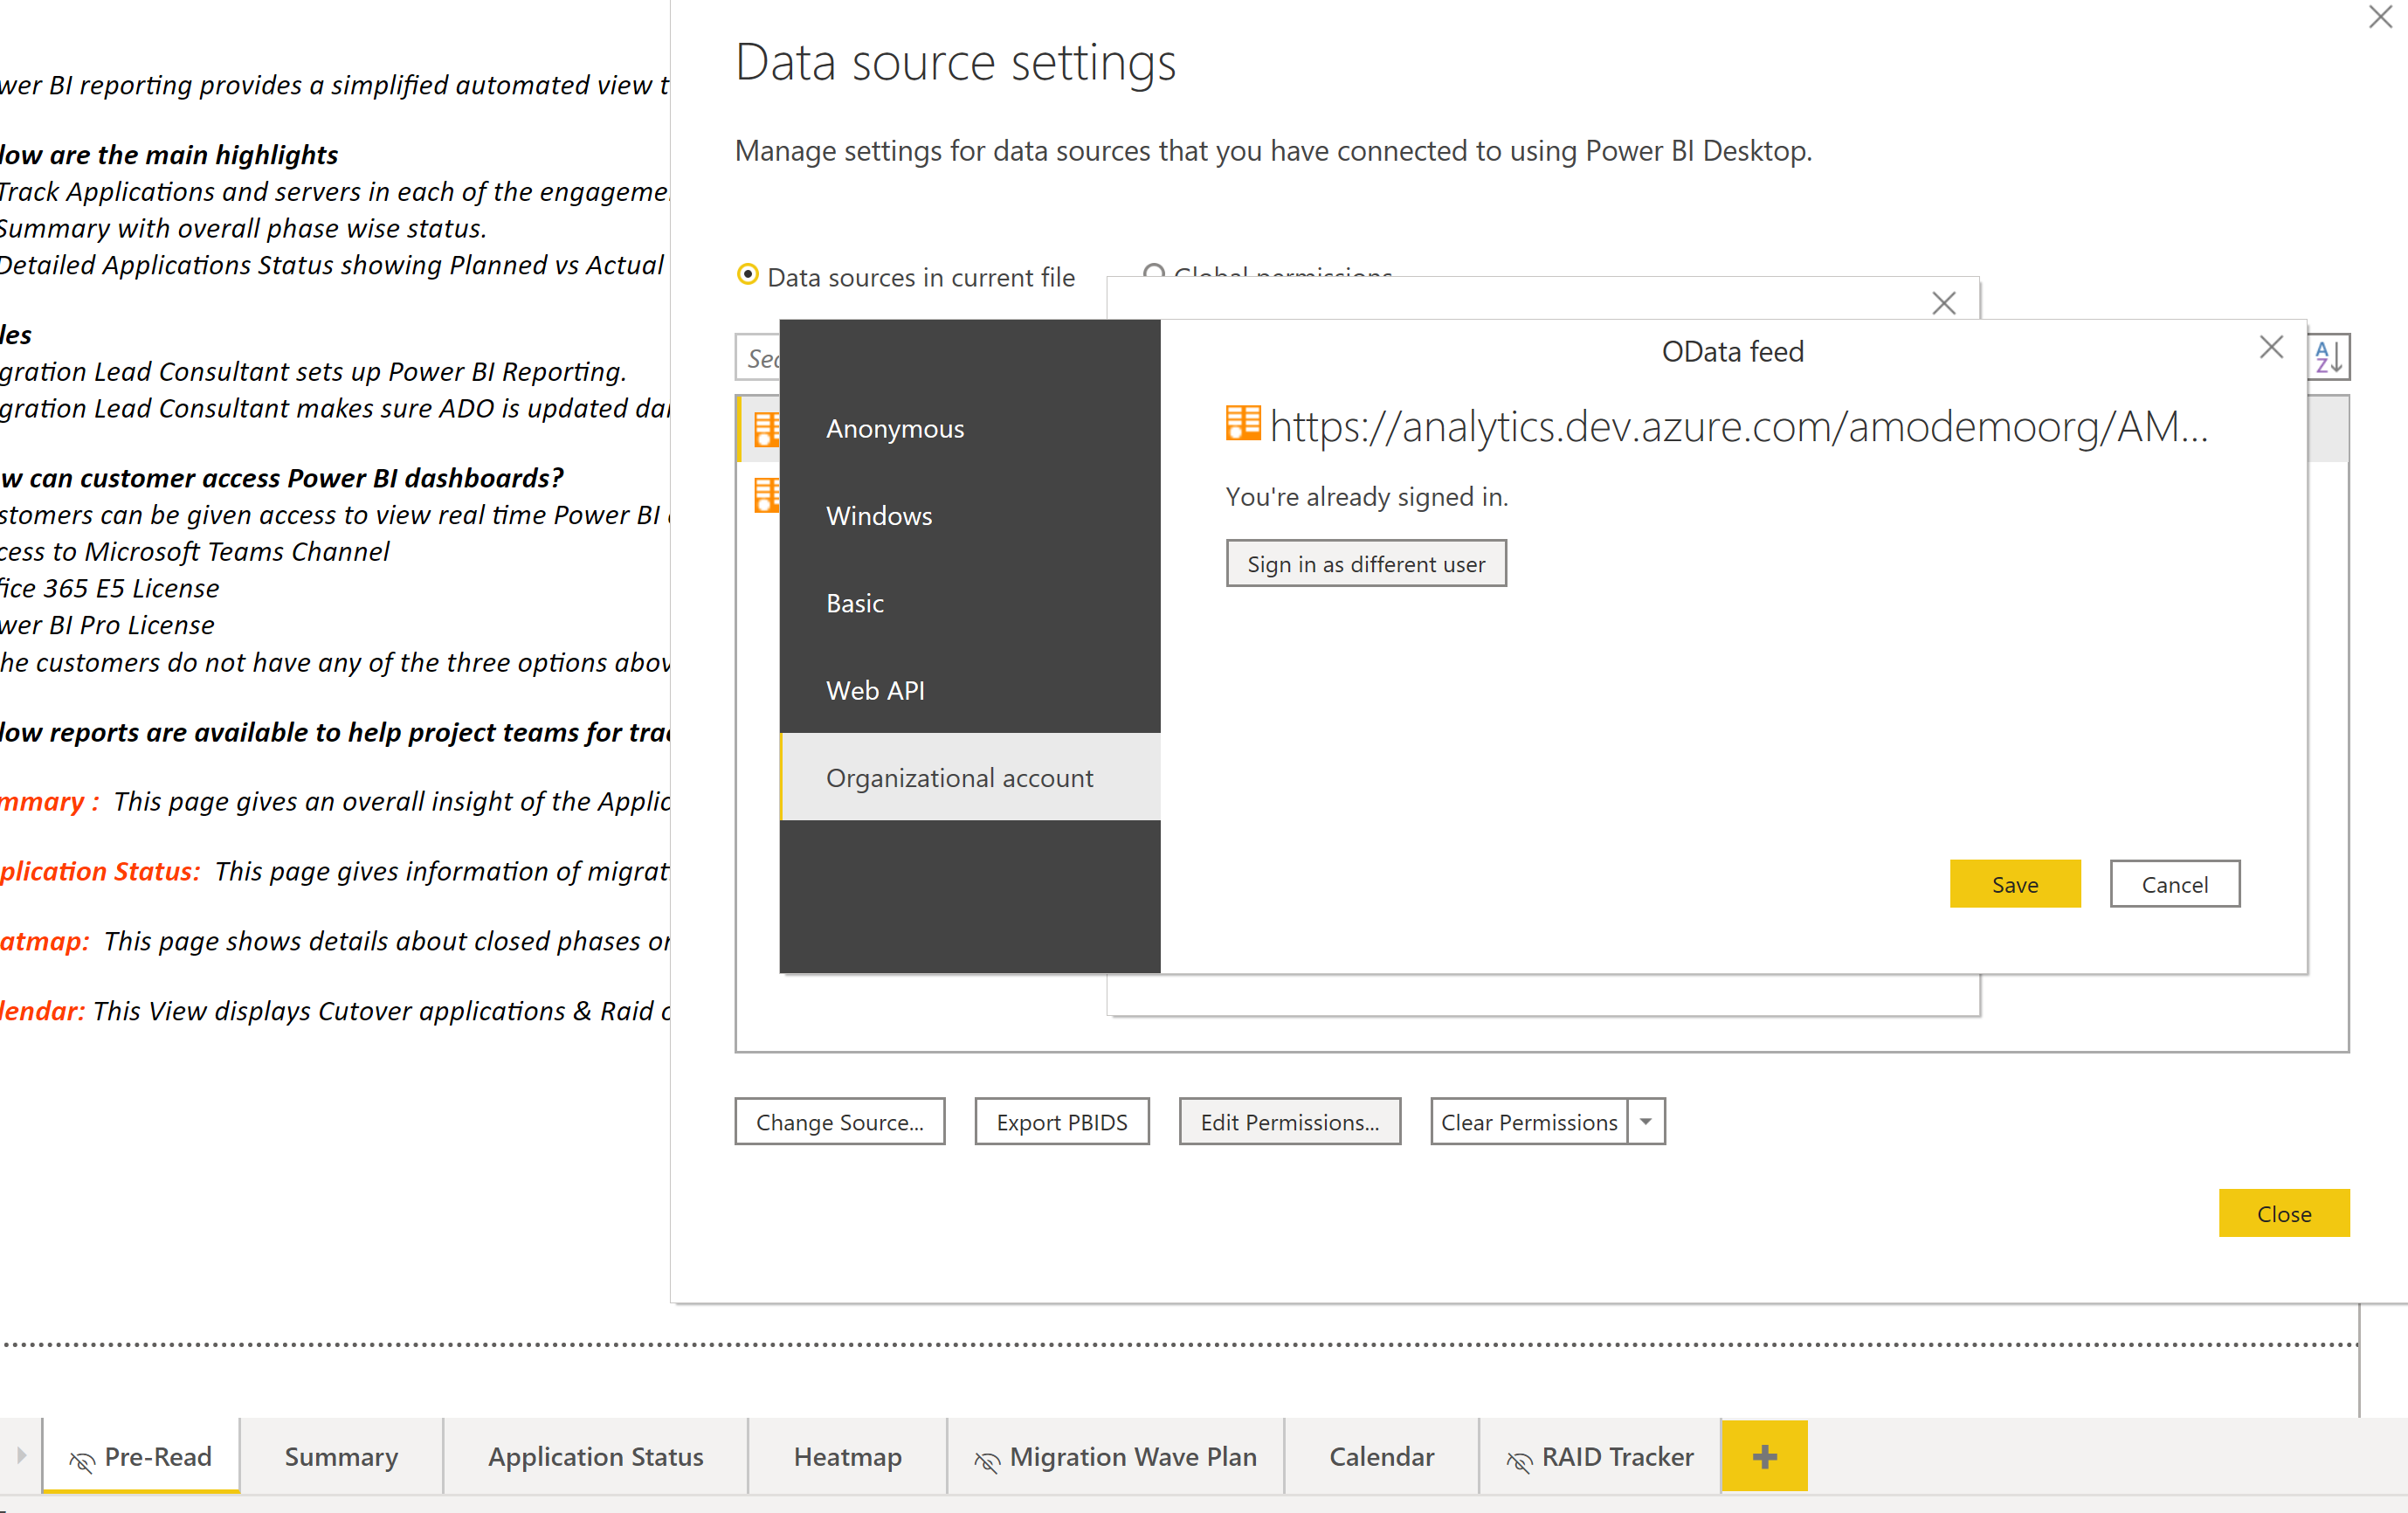 wer BI reporting provides a simplified automated view t
low are the main highlights
Track Applications and servers in each of the engageme
Summary with overall phase wise status.
Detailed Applications Status showing Planned vs Actual
les
gration Lead Consultant sets up Power BI Reporting.
gration Lead Consultant makes sure ADO is updated dai
w can customer access Power BI dashboards?
stomers can be given access to view real time Power BI
cess to Microsoft Teams Channel
fice 365 E5 License
wer BI Pro License
he customers do not have any of the three options abov
low reports are available to help project teams for trac
mmary : This page gives an overall insight of the Applic
plication Status: This page gives information of migrat
atmap: This page shows details about closed phases or
lendar: This View displays Cutover applications & Raid
Data source settings
Manage settings for data sources that you have connected to using Power BI Desktop.
Data sources in current file
Global permissions
Sea
Anonymous
Windows
Basic
Web API
Organizational account
OData feed
https://analytics.dev.azure.com/amodemoorg/AM...
You're already signed in.
Sign in as different user
Save
Cancel
Change Source...
Export PBIDS
Edit Permissions...
Clear Permissions
Close
Pre-Read
Summary
Application Status
Heatmap
Migration Wave Plan
Calendar
RAID Tracker